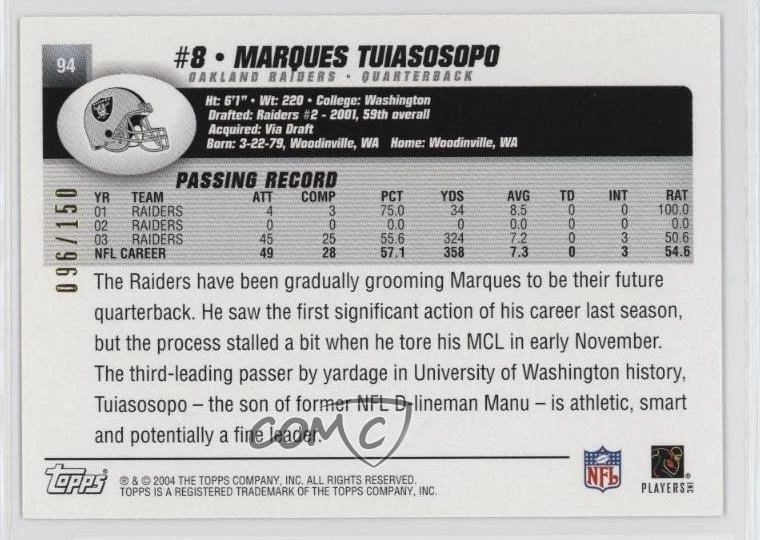 94
#8 • MARQUES TUIASOSOPO
OAKLAND RAIDERS · QUARTERBACK
Ht: 6'1" • Wt: 220 • College: Washington
Drafted: Raiders #2 - 2001, 59th overall
Acquired: Via Draft
Born: 3-22-79, Woodinville, WA Home: Woodinville, WA
PASSING RECORD
YR TEAM ATT COMP PCT YDS AVG TD INT RAT
01 RAIDERS 4 3 75.0 34 8.5 0 0 100.0
02 RAIDERS 0 0 0.0 0 0.0 0 0 0.0
03 RAIDERS 45 25 55.6 324 7.2 0 3 50.6
NFL CAREER 49 28 57.1 358 7.3 0 3 54.6
096/150
The Raiders have been gradually grooming Marques to be their future
quarterback. He saw the first significant action of his career last season,
but the process stalled a bit when he tore his MCL in early November.
The third-leading passer by yardage in University of Washington history,
Tuiasosopo – the son of former NFL D-lineman Manu – is athletic, smart
and potentially a fine leader.
COMC
Topps
® & © 2004 THE TOPPS COMPANY, INC. ALL RIGHTS RESERVED.
TOPPS IS A REGISTERED TRADEMARK OF THE TOPPS COMPANY, INC.
NFL
PLAYERS INC